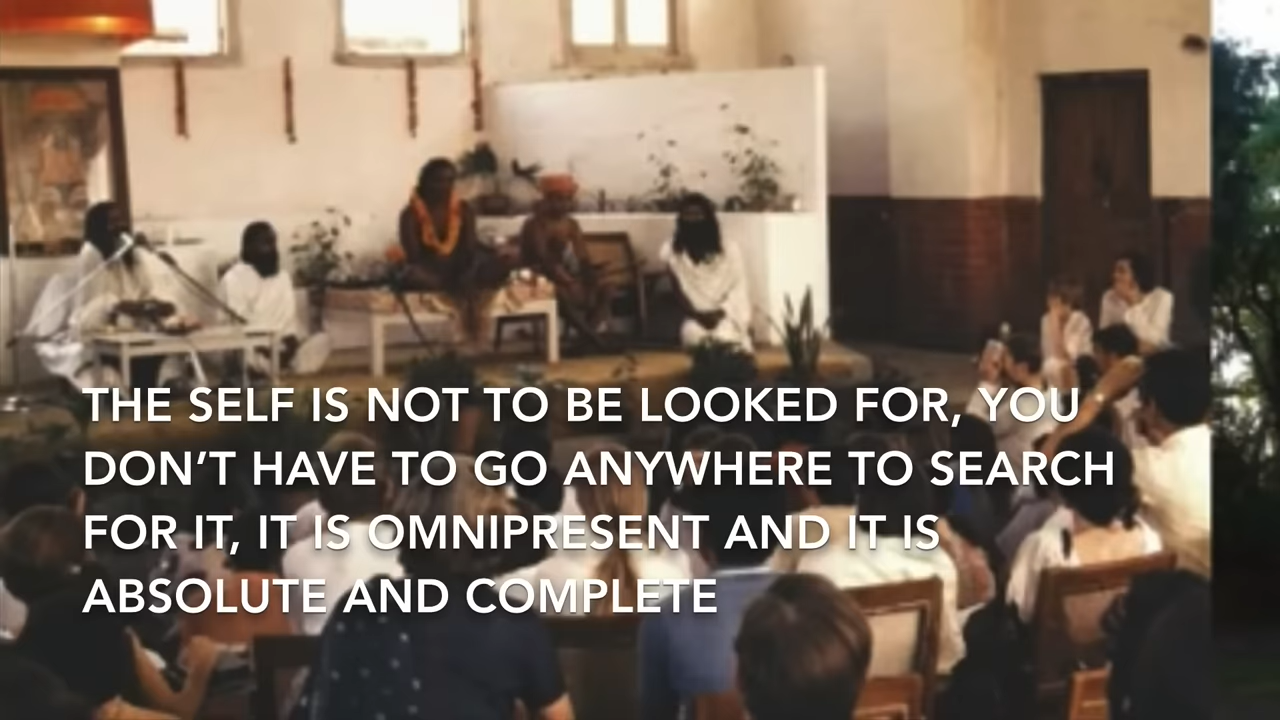 THE SELF IS NOT TO BE LOOKED FOR, YOU
DON’T HAVE TO GO ANYWHERE TO SEARCH
FOR IT, IT IS OMNIPRESENT AND IT IS
ABSOLUTE AND COMPLETE